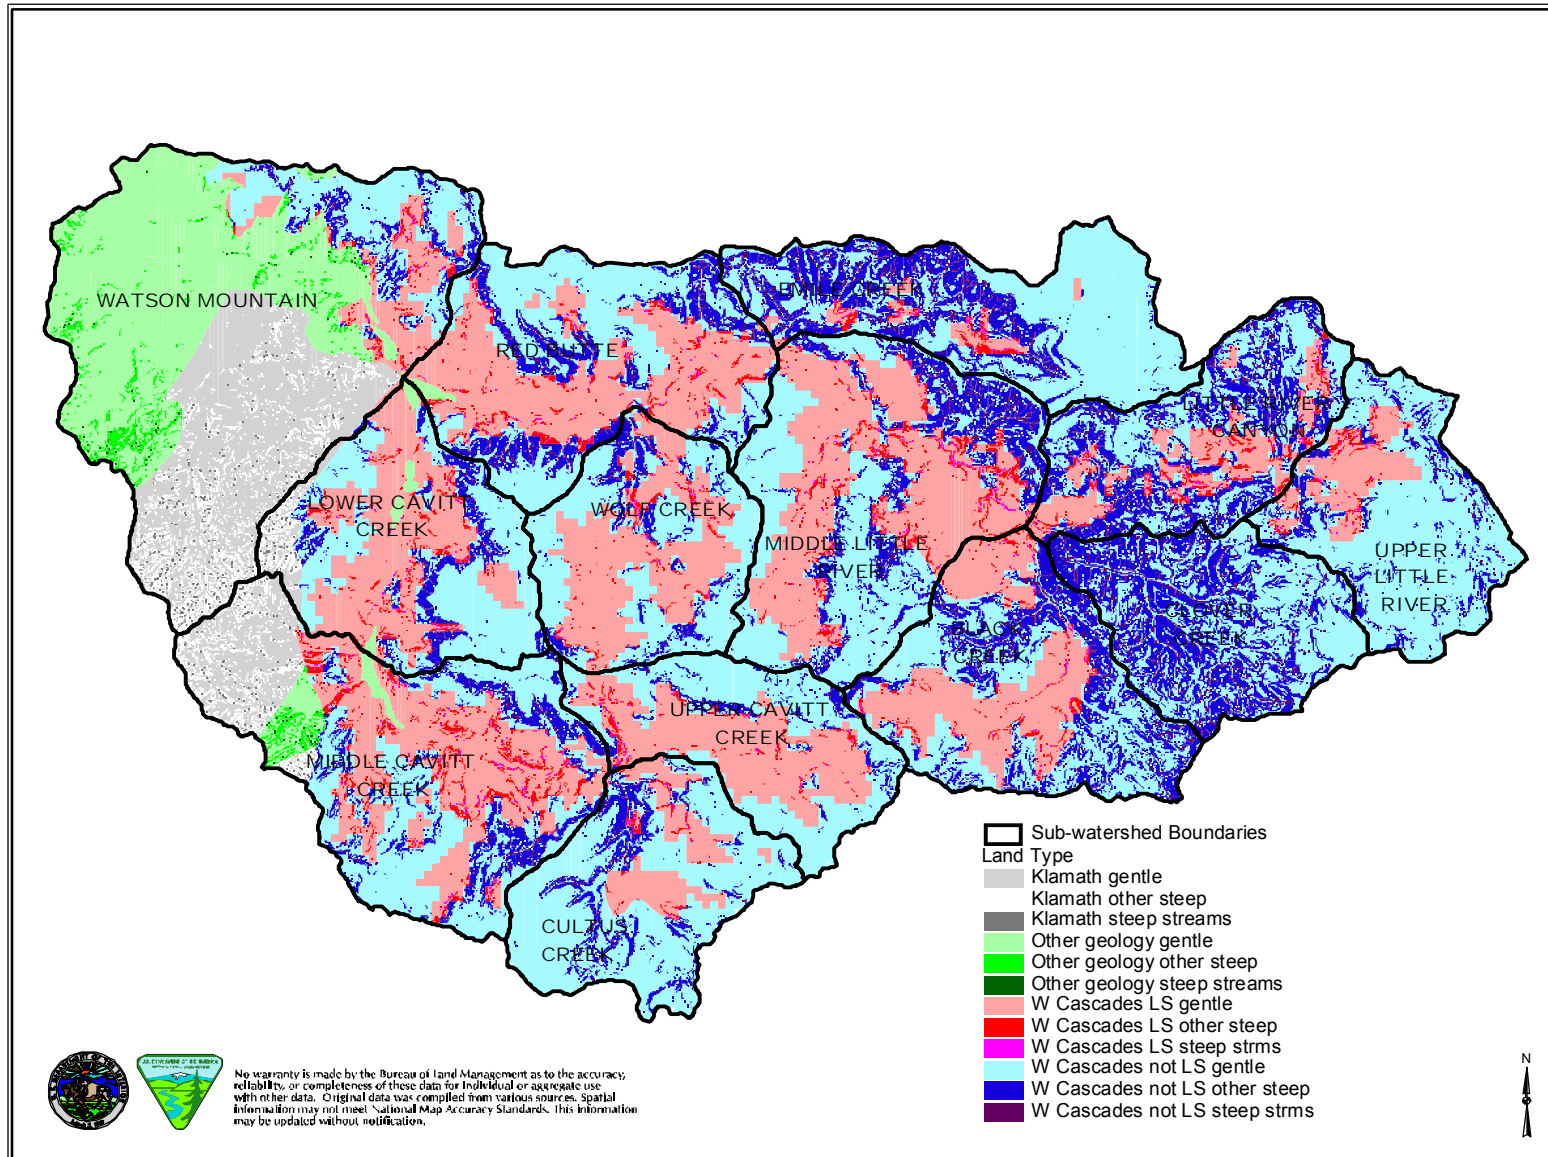 WATSON MOUNTAIN
EMILE CREEK
RED BUTTE
LITTLE RIVER
CANYON
LOWER CAVITT
CREEK
WOLF CREEK
MIDDLE LITTLE
RIVER
UPPER
LITTLE
RIVER
CLOVER
CREEK
BLACK
CREEK
UPPER CAVITT
CREEK
MIDDLE CAVITT
CREEK
CULTUS
CREEK
Sub-watershed Boundaries
Land Type
Klamath gentle
Klamath other steep
Klamath steep streams
Other geology gentle
Other geology other steep
Other geology steep streams
W Cascades LS gentle
W Cascades LS other steep
W Cascades LS steep strms
W Cascades not LS gentle
W Cascades not LS other steep
W Cascades not LS steep strms
N
No warranty is made by the Bureau of Land Management as to the accuracy,
reliability, or completeness of these data for individual or aggregate use
with other data. Original data was compiled from various sources. Spatial
information may not meet National Map Accuracy Standards. This information
may be updated without notification.